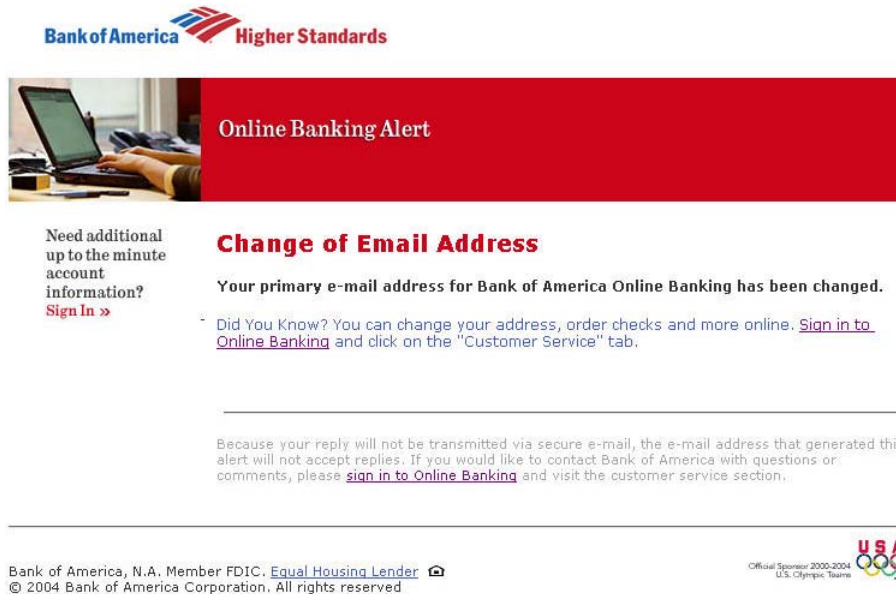 Bank of America Higher Standards
Online Banking Alert
Need additional
up to the minute
account
information?
Sign In »
Change of Email Address
Your primary e-mail address for Bank of America Online Banking has been changed.
Did You Know? You can change your address, order checks and more online. Sign in to
Online Banking and click on the "Customer Service" tab.
Because your reply will not be transmitted via secure e-mail, the e-mail address that generated thi
alert will not accept replies. If you would like to contact Bank of America with questions or
comments, please sign in to Online Banking and visit the customer service section.
Bank of America, N.A. Member FDIC. Equal Housing Lender
© 2004 Bank of America Corporation. All rights reserved
Official Sponsor 2000-2004
U.S. Olympic Teams
USA